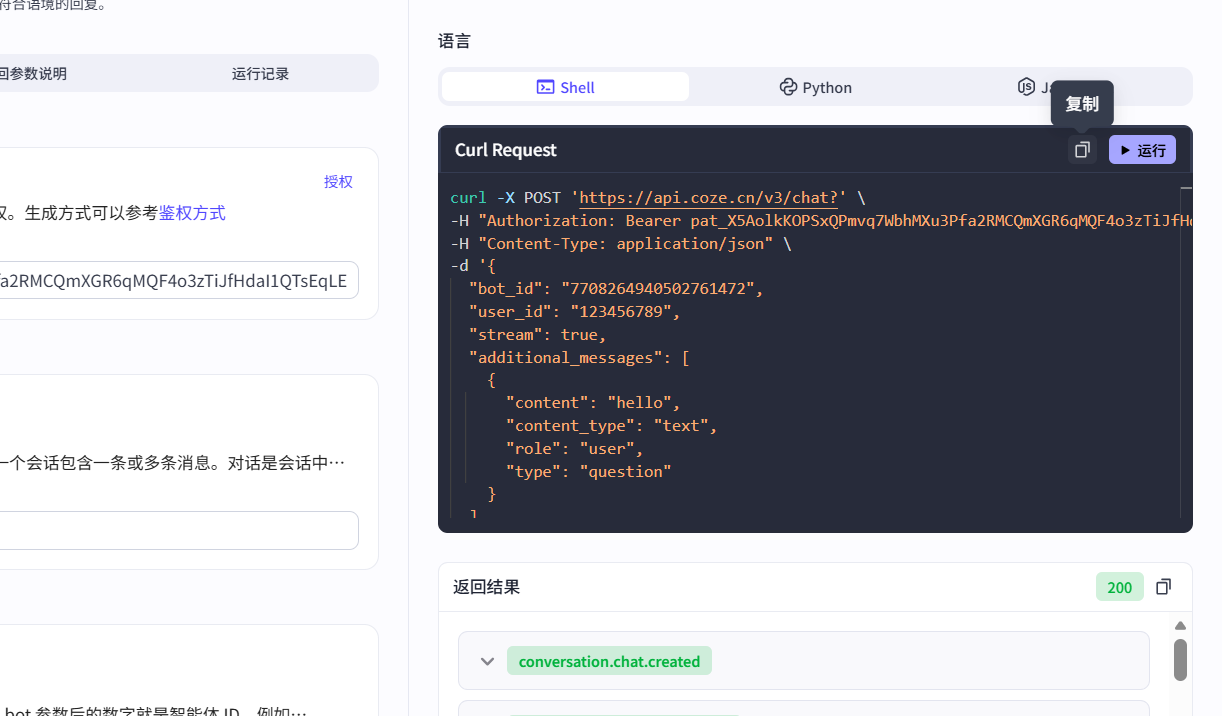 符合语境的回复。
回参数说明
运行记录
授权
权。生成方式可以参考鉴权方式
a2RMCQmXGR6qMQF4o3zTiJfHdaI1QTsEqLE
一个会话包含一条或多条消息。对话是会话中…
bot 参数后的数字就是智能体 ID。例如…
语言
Shell
Python
复制
Curl Request
运行
curl -X POST 'https://api.coze.cn/v3/chat?' \
-H "Authorization: Bearer pat_X5AolkKOPSxQPmvq7WbhMXu3Pfa2RMCQmXGR6qMQF4o3zTiJfH
-H "Content-Type: application/json" \
-d '{
"bot_id": "7708264940502761472",
"user_id": "123456789",
"stream": true,
"additional_messages": [
{
"content": "hello",
"content_type": "text",
"role": "user",
"type": "question"
}
]
返回结果
200
conversation.chat.created